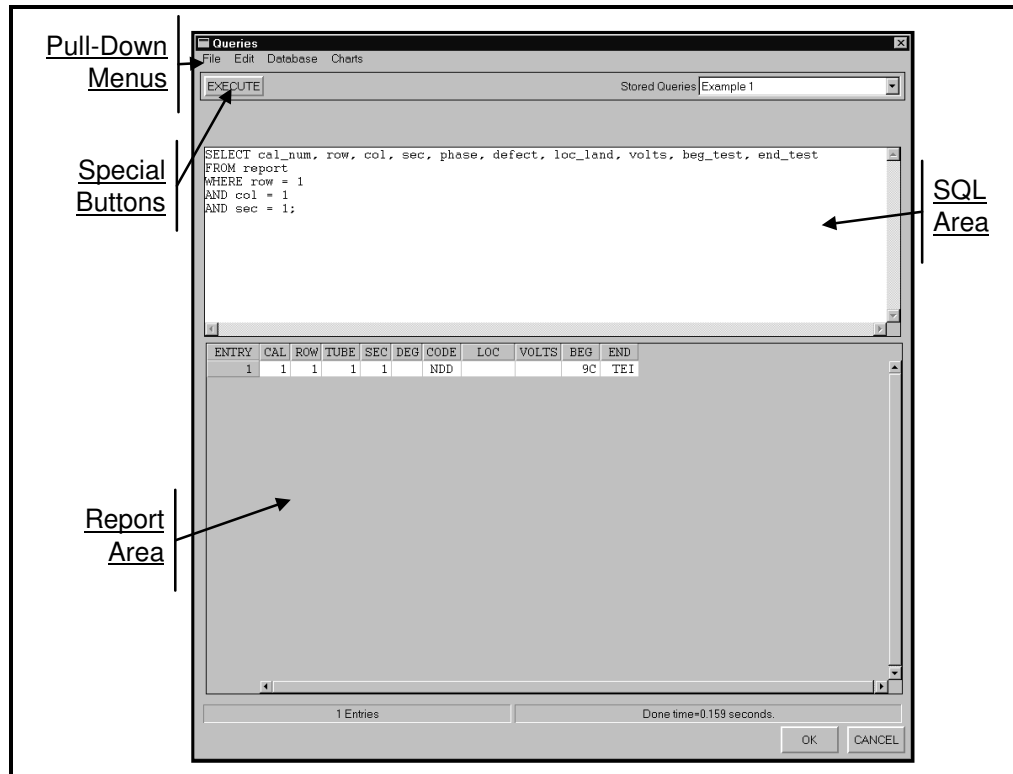 Pull-Down
Menus
Special
Buttons
Report
Area
SQL
Area
Queries
File Edit Database Charts
EXECUTE
Stored Queries Example 1
SELECT cal_num, row, col, sec, phase, defect, loc_land, volts, beg_test, end_test
FROM report
WHERE row = 1
AND col = 1
AND sec = 1;
ENTRY CAL ROW TUBE SEC DEG CODE LOC VOLTS BEG END
1 1 1 1 1 NDD 9C TEI
1 Entries
Done time=0.159 seconds.
OK CANCEL